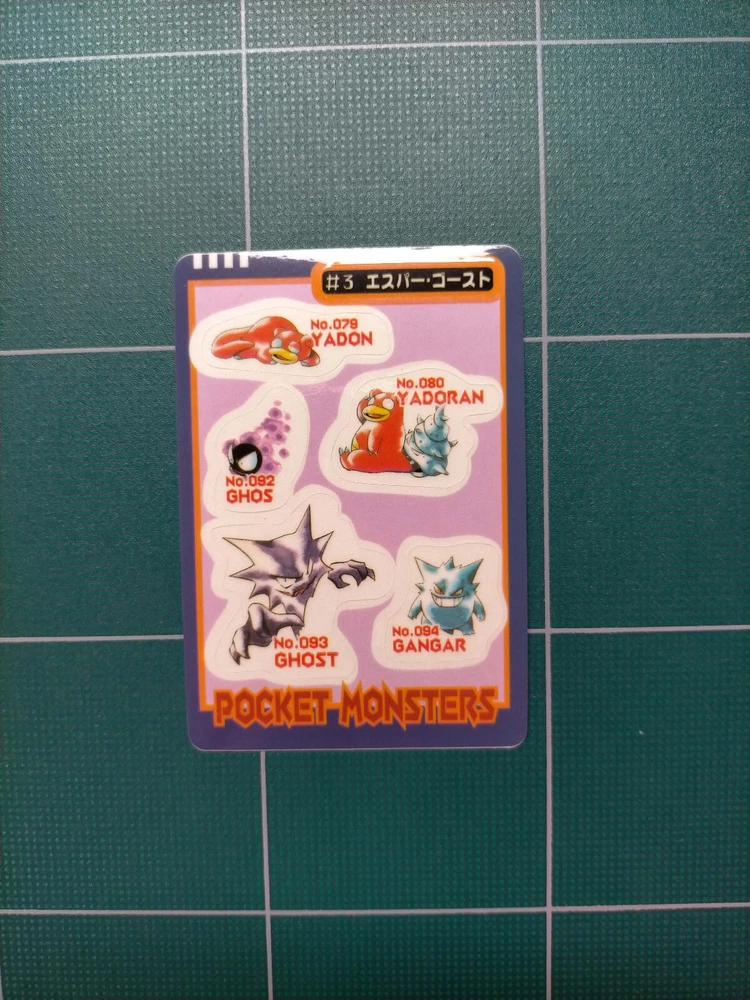 #3 エスパー・ゴースト
No.079
YADON
No.080
YADORAN
No.092
GHOS
No.093
GHOST
No.094
GANGAR
POCKET MONSTERS